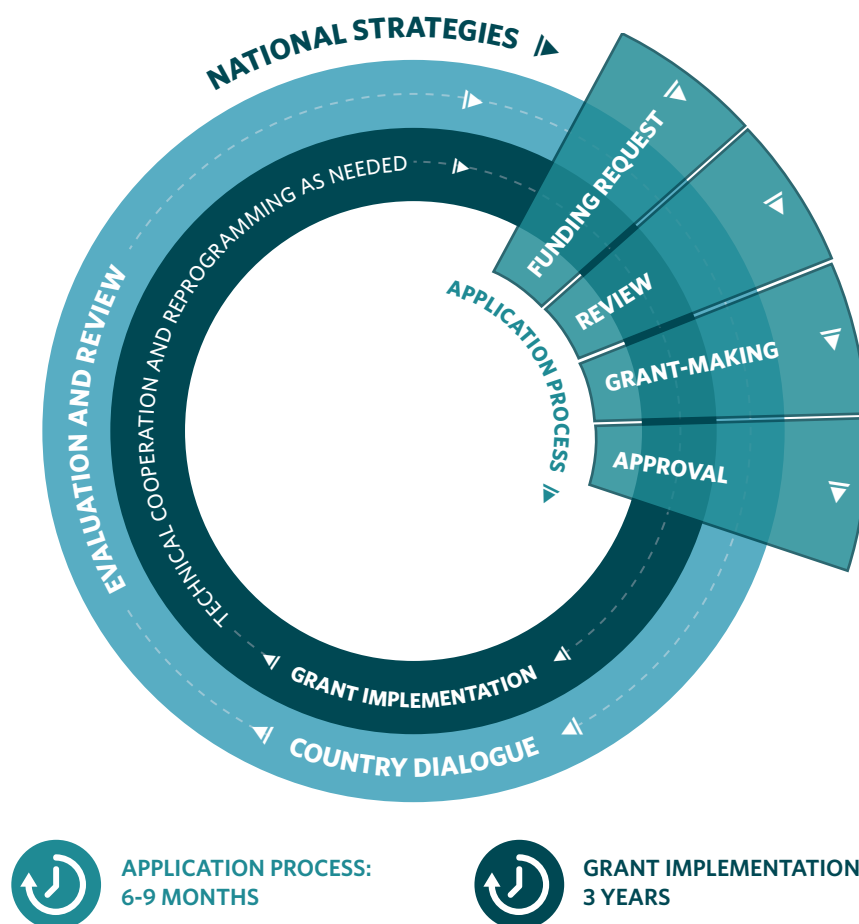 NATIONAL STRATEGIES
FUNDING REQUEST
REVIEW
GRANT-MAKING
APPROVAL
APPLICATION PROCESS
TECHNICAL COOPERATION AND REPROGRAMMING AS NEEDED
EVALUATION AND REVIEW
GRANT IMPLEMENTATION
COUNTRY DIALOGUE
APPLICATION PROCESS:
6-9 MONTHS
GRANT IMPLEMENTATION
3 YEARS